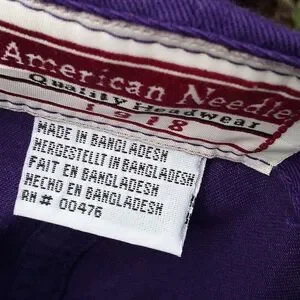 American Needle
Quality Headwear
1918
MADE IN BANGLADESH
HERGESTELLT IN BANGLADESH
FAIT EN BANGLADESH
HECHO EN BANGLADESH
RN # 00476